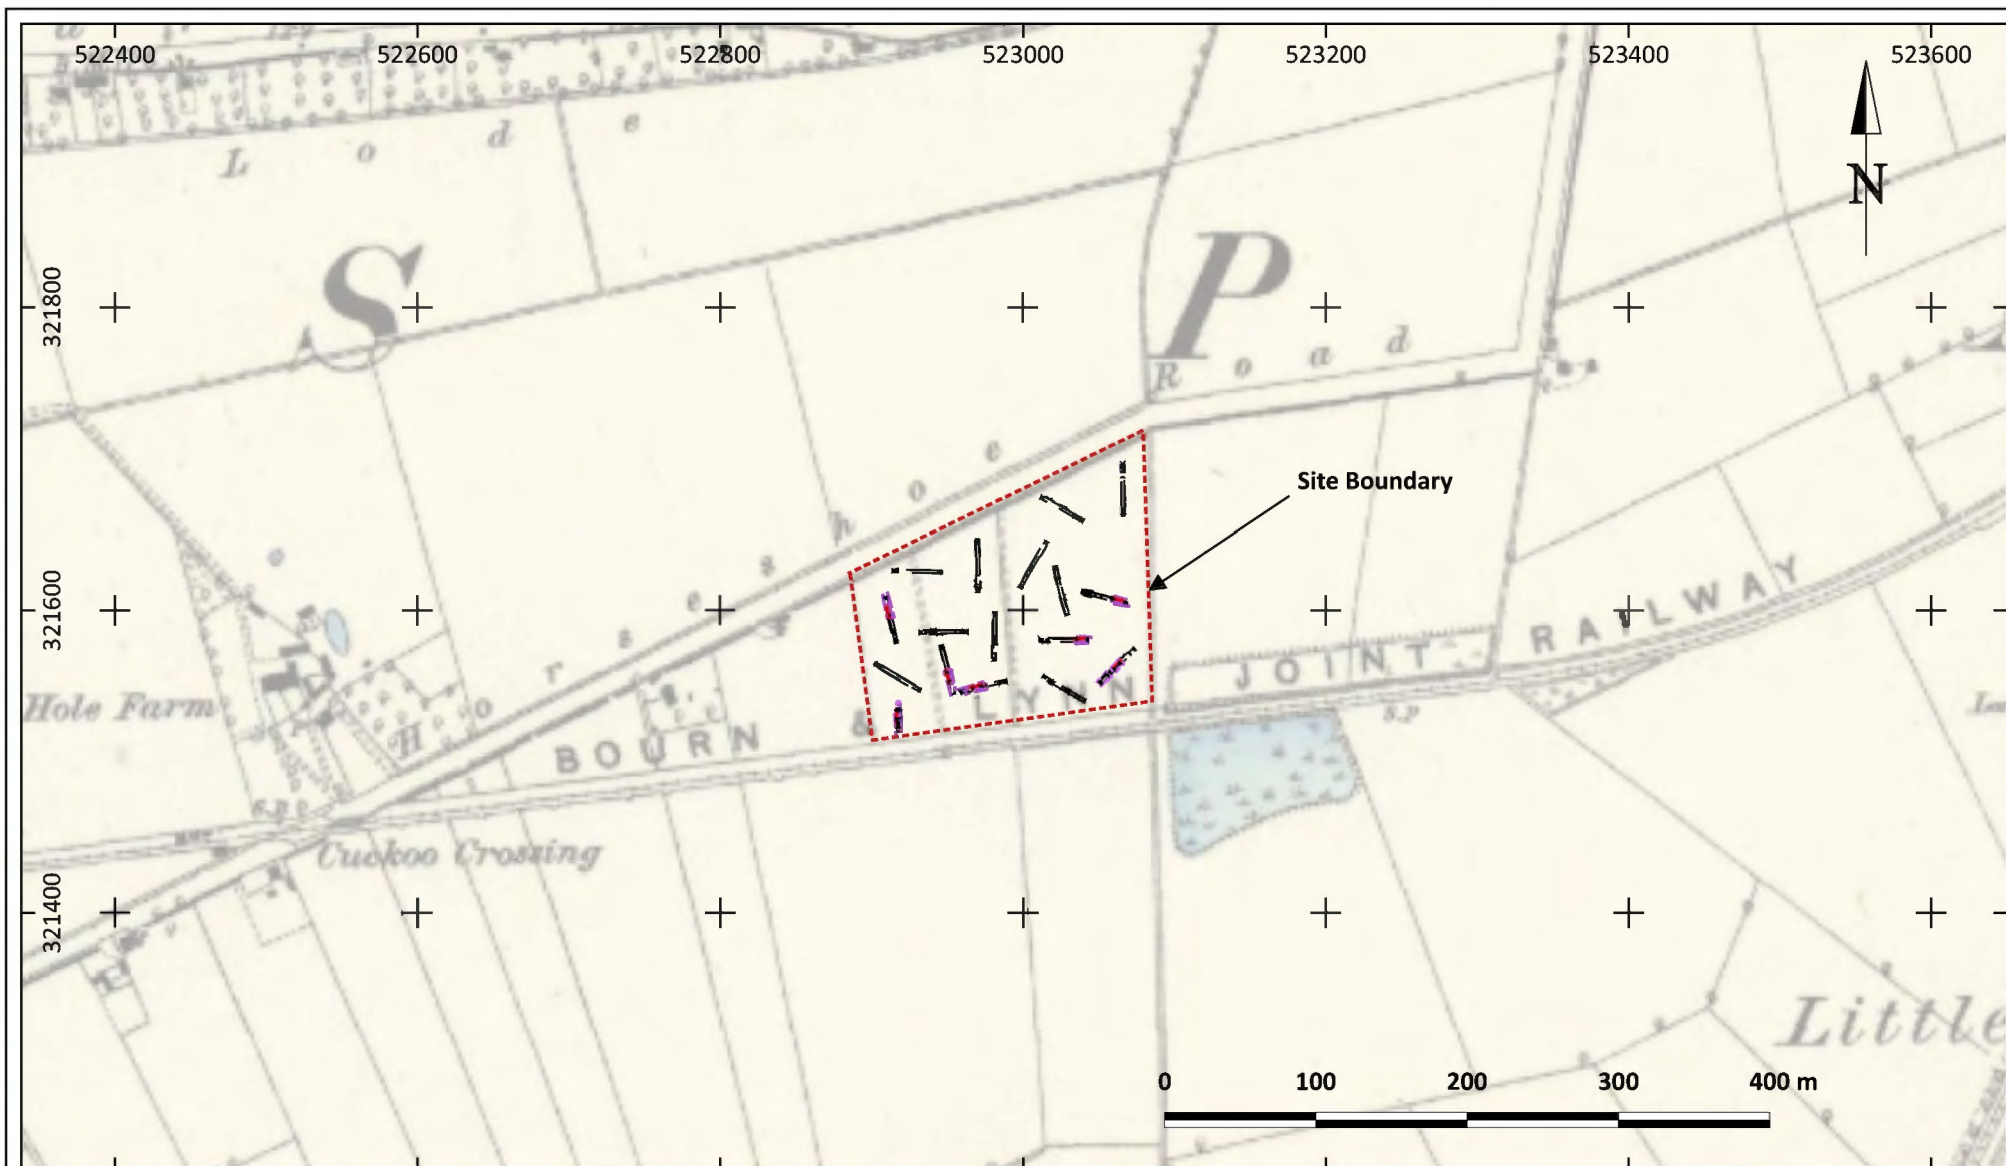 522400 522600 522800 523000 523200 523400 523600
L o d e
N
S P
321800
R o a d
H o r s e s h o e
Site Boundary
321600
JOINT RAILWAY
Hole Farm
BOURN & LYNN
S.P
S.P
Cuckoo Crossing
321400
Little
0 100 200 300 400 m